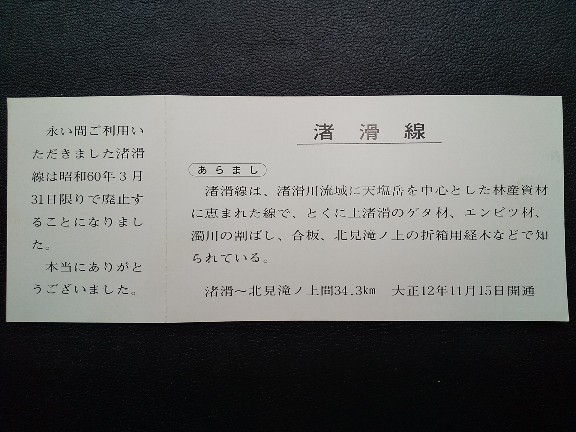 永い間ご利用い
ただきました渚滑
線は昭和60年3月
31日限りで廃止す
ることになりまし
た。
本当にありがと
うございました。
渚滑線
あらまし
渚滑線は、渚滑川流域に天塩岳を中心とした林産資材
に恵まれた線で、とくに上渚滑のゲタ材、エンピツ材、
濁川の割ばし、合板、北見滝ノ上の折箱用経木などで知
られている。
渚滑～北見滝ノ上間34.3km 大正12年11月15日開通